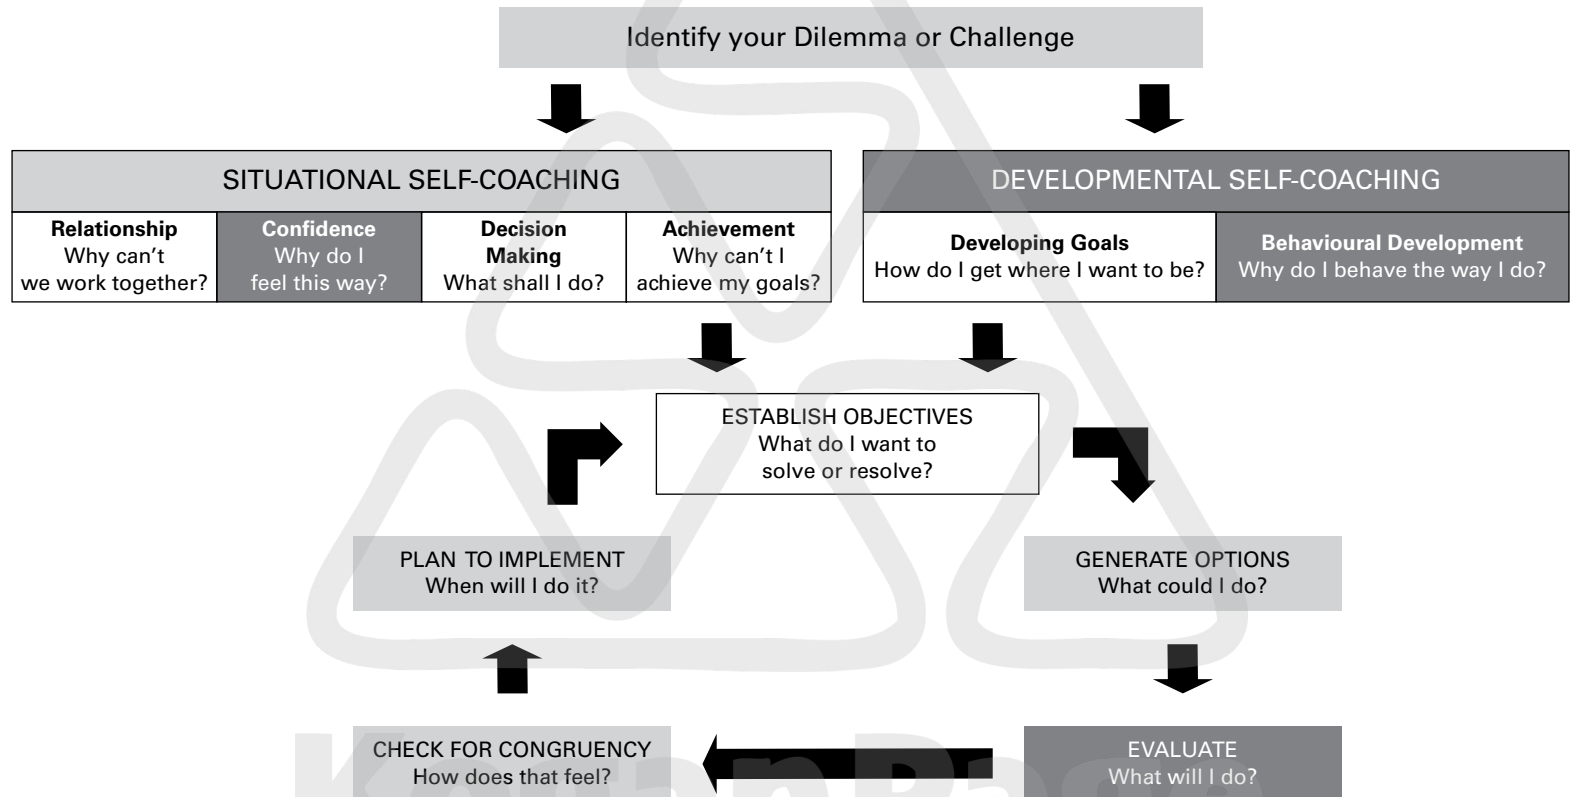 Identify your Dilemma or Challenge
SITUATIONAL SELF-COACHING
Relationship
Why can't
we work together?
Confidence
Why do I
feel this way?
Decision
Making
What shall I do?
Achievement
Why can't I
achieve my goals?
DEVELOPMENTAL SELF-COACHING
Developing Goals
How do I get where I want to be?
Behavioural Development
Why do I behave the way I do?
ESTABLISH OBJECTIVES
What do I want to
solve or resolve?
PLAN TO IMPLEMENT
When will I do it?
GENERATE OPTIONS
What could I do?
CHECK FOR CONGRUENCY
How does that feel?
EVALUATE
What will I do?